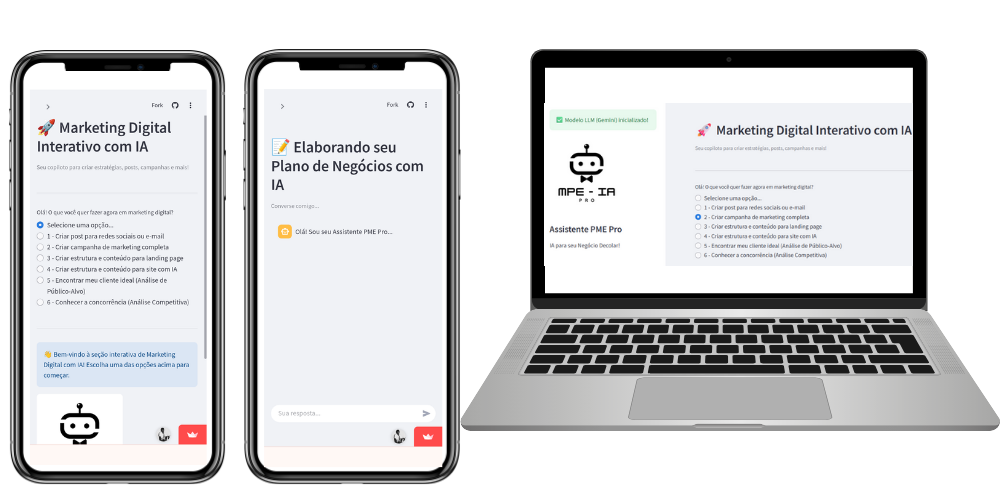 Fork
🚀 Marketing Digital
Interativo com IA
Seu copiloto para criar estratégias, posts, campanhas e mais!
Olá! O que você quer fazer agora em marketing digital?
Selecione uma opção...
1 - Criar post para redes sociais ou e-mail
2 - Criar campanha de marketing completa
3 - Criar estrutura e conteúdo para landing page
4 - Criar estrutura e conteúdo para site com IA
5 - Encontrar meu cliente ideal (Análise de
Público-Alvo)
6 - Conhecer a concorrência (Análise Competitiva)
👋 Bem-vindo à seção interativa de Marketing
Digital com IA! Escolha uma das opções acima para
começar.
Fork
📝 Elaborando seu
Plano de Negócios com
IA
Converse comigo...
Olá! Sou seu Assistente PME Pro...
Sua resposta...
✅ Modelo LLM (Gemini) inicializado!
MPE - IA
PRO
Assistente PME Pro
IA para seu Negócio Decolar!
🚀 Marketing Digital Interativo com IA
Seu copiloto para criar estratégias, posts, campanhas e mais!
Olá! O que você quer fazer agora em marketing digital?
Selecione uma opção...
1 - Criar post para redes sociais ou e-mail
2 - Criar campanha de marketing completa
3 - Criar estrutura e conteúdo para landing page
4 - Criar estrutura e conteúdo para site com IA
5 - Encontrar meu cliente ideal (Análise de Público-Alvo)
6 - Conhecer a concorrência (Análise Competitiva)